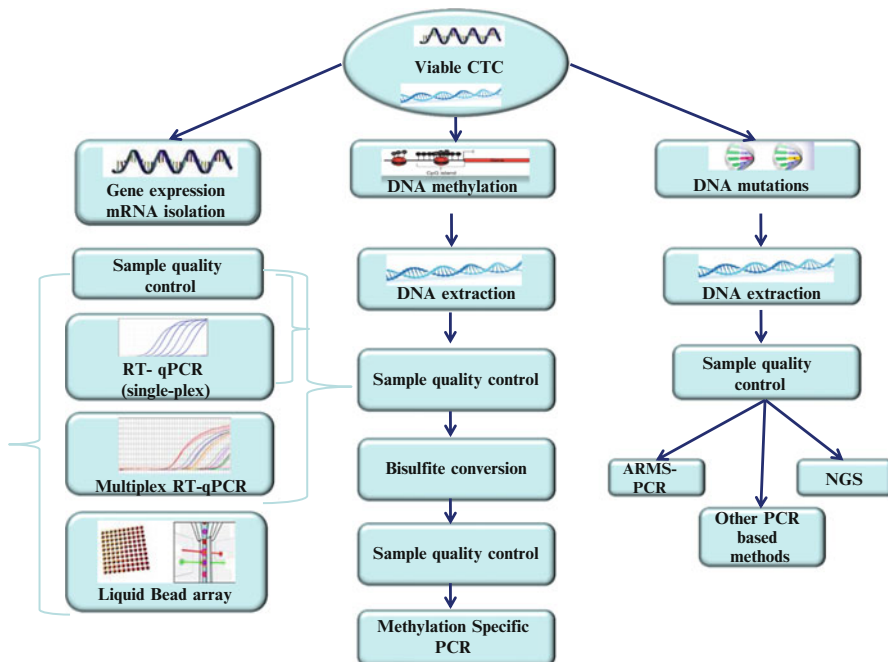 Viable CTC
Gene expression
mRNA isolation
CpG island
DNA methylation
DNA mutations
Sample quality
control
DNA extraction
DNA extraction
RT- qPCR
(single-plex)
Sample quality control
Sample quality
control
Multiplex RT-qPCR
Bisulfite conversion
ARMS-
PCR
NGS
Other PCR
based
methods
Liquid Bead array
Sample quality control
Methylation Specific
PCR